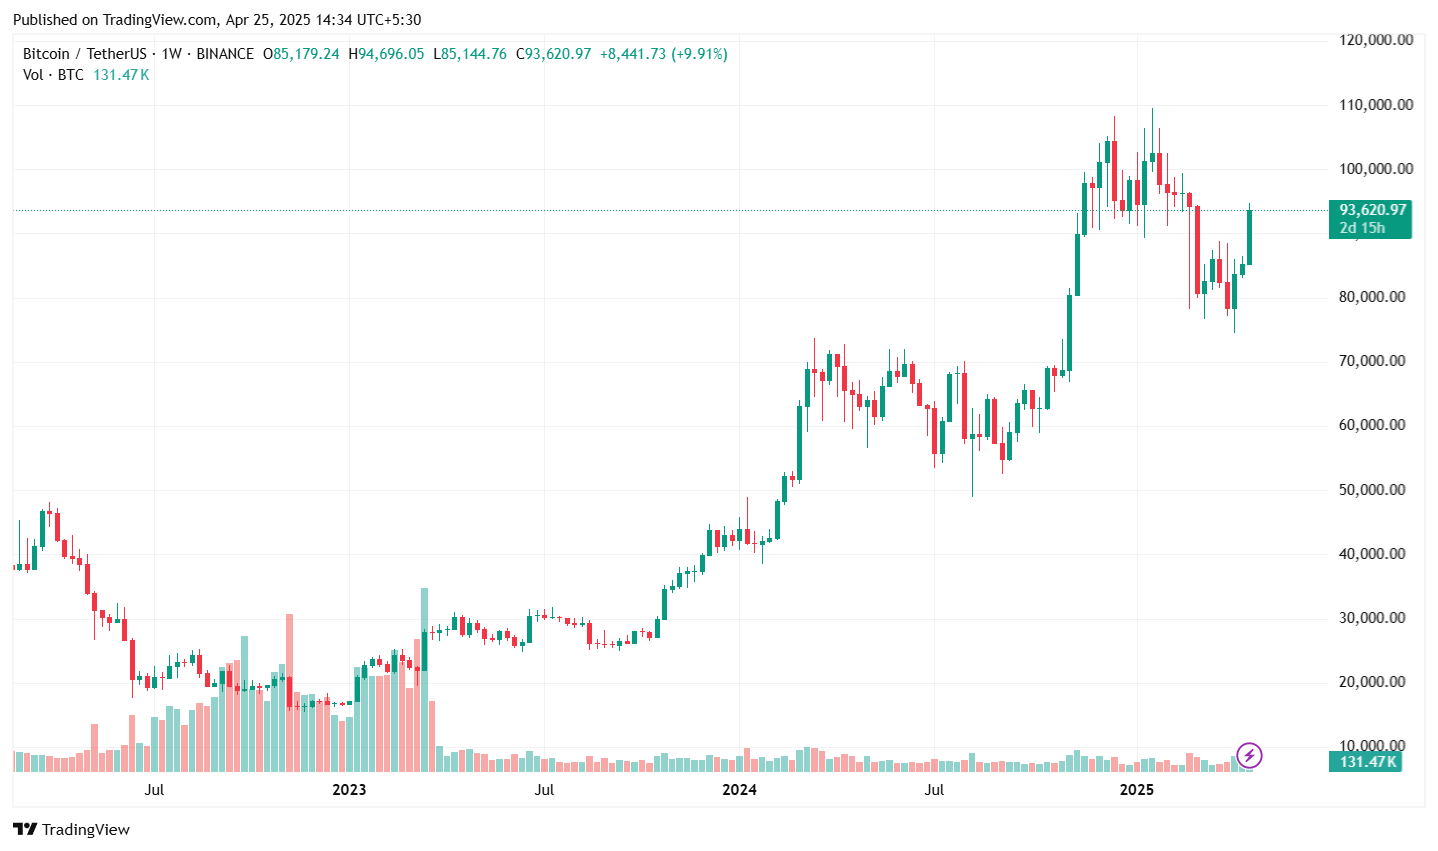 Published on TradingView.com, Apr 25, 2025 14:34 UTC+5:30
Bitcoin / TetherUS · 1W · BINANCE O85,179.24 H94,696.05 L85,144.76 C93,620.97 +8,441.73 (+9.91%)
Vol · BTC 131.47K
120,000.00
110,000.00
100,000.00
93,620.97
2d 15h
80,000.00
70,000.00
60,000.00
50,000.00
40,000.00
30,000.00
20,000.00
10,000.00
131.47K
Jul 2023 Jul 2024 Jul 2025
TradingView